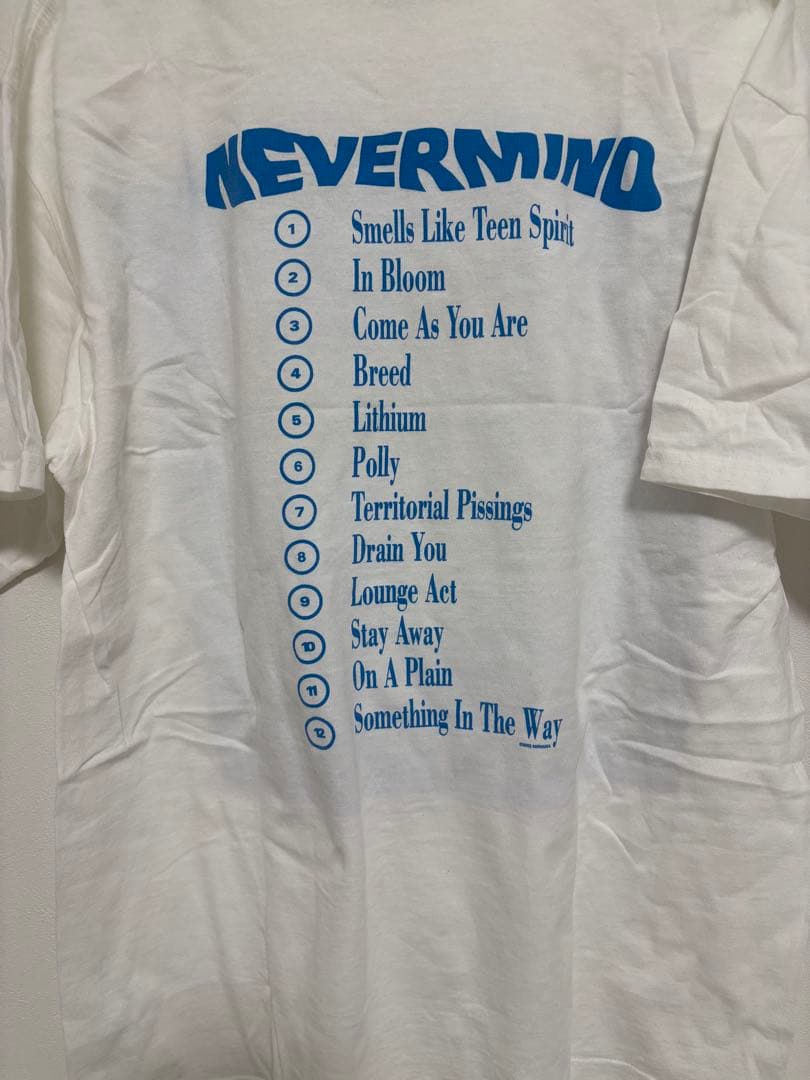 NEVERMIND
1 Smells Like Teen Spirit
2 In Bloom
3 Come As You Are
4 Breed
5 Lithium
6 Polly
7 Territorial Pissings
8 Drain You
9 Lounge Act
10 Stay Away
11 On A Plain
12 Something In The Way